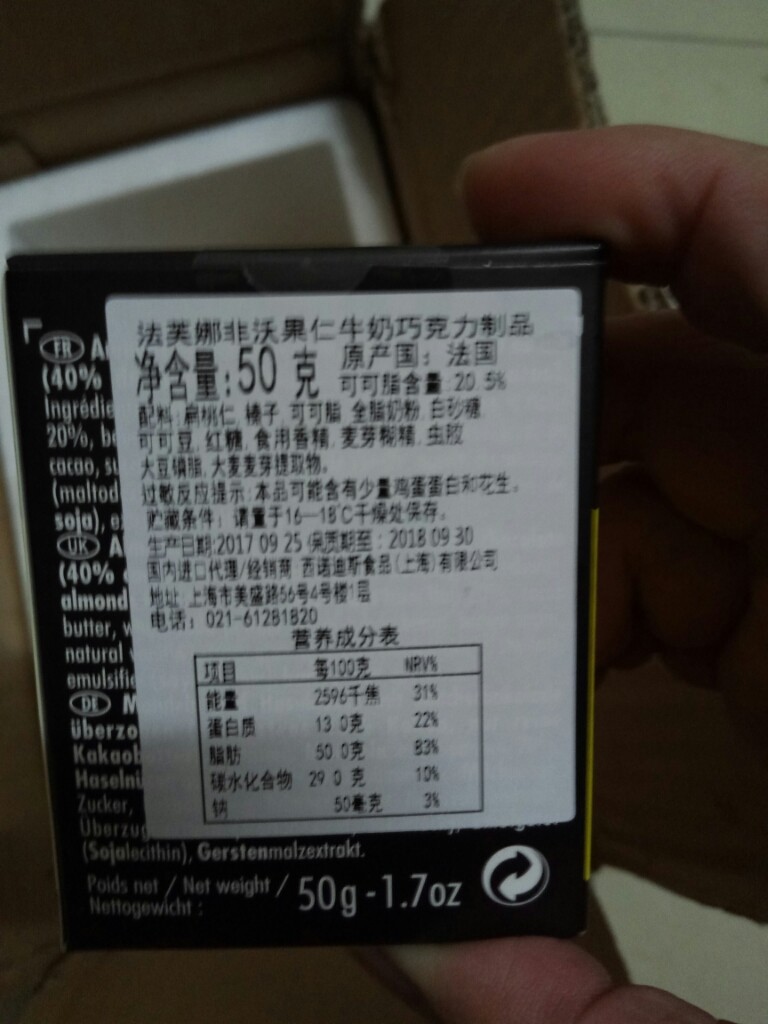 法芙娜非沃果仁牛奶巧克力制品
净含量:50 克 原产国：法国
可可脂含量:20.5%
配料:扁桃仁,榛子,可可脂,全脂奶粉,白砂糖,
可可豆,红糖,食用香精,麦芽糊精,虫胶
大豆磷脂,大麦麦芽提取物。
过敏反应提示:本品可能含有少量鸡蛋蛋白和花生。
贮藏条件：请置于16—18℃干燥处保存。
生产日期:2017 09 25 保质期至：2018 09 30
国内进口代理/经销商 西诺迪斯食品(上海)有限公司
地址:上海市美盛路56号4号楼1层
电话：021-61281820
营养成分表
项目 每100克 NRV%
能量 2596千焦 31%
蛋白质 13 0克 22%
脂肪 50 0克 83%
碳水化合物 29 0 克 10%
钠 50毫克 3%
FR A
(40%
Ingrédie
20%, be
cacao, su
(maltod
soja), e
UK A
(40%
almond
butter, w
natural
emulsifie
DE M
überzo
Kakaob
Haselnü
Zucker,
Überzug
(Sojalecithin), Gerstenmalzextrakt.
Poids net / Net weight /
Nettogewicht :
50g-1.7oz